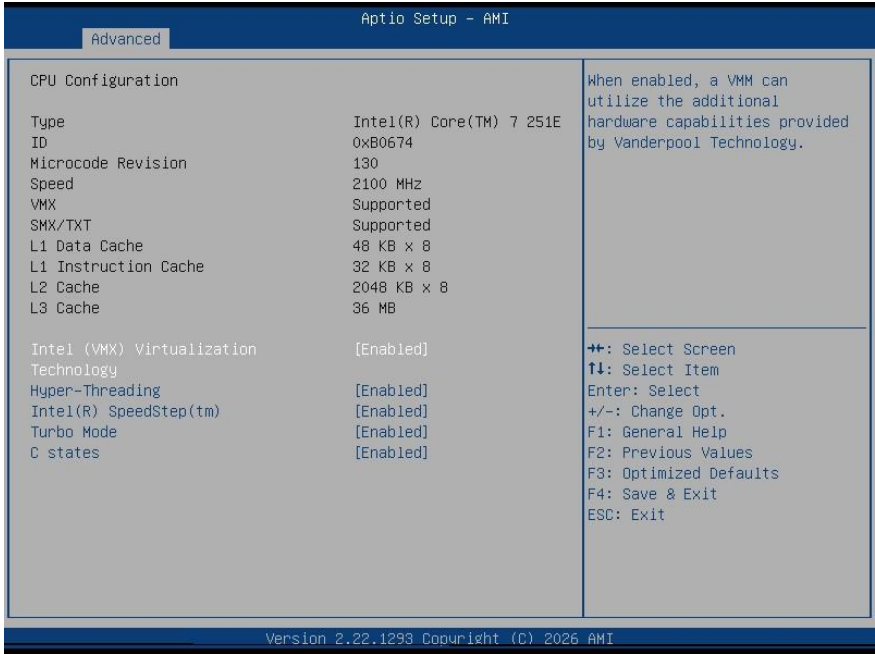 Aptio Setup – AMI
Advanced
CPU Configuration
Type Intel(R) Core(TM) 7 251E
ID 0xB0674
Microcode Revision 130
Speed 2100 MHz
VMX Supported
SMX/TXT Supported
L1 Data Cache 48 KB x 8
L1 Instruction Cache 32 KB x 8
L2 Cache 2048 KB x 8
L3 Cache 36 MB
Intel (VMX) Virtualization [Enabled]
Technology
Hyper-Threading [Enabled]
Intel(R) SpeedStep(tm) [Enabled]
Turbo Mode [Enabled]
C states [Enabled]
When enabled, a VMM can
utilize the additional
hardware capabilities provided
by Vanderpool Technology.
→←: Select Screen
↑↓: Select Item
Enter: Select
+/-: Change Opt.
F1: General Help
F2: Previous Values
F3: Optimized Defaults
F4: Save & Exit
ESC: Exit
Version 2.22.1293 Copyright (C) 2026 AMI